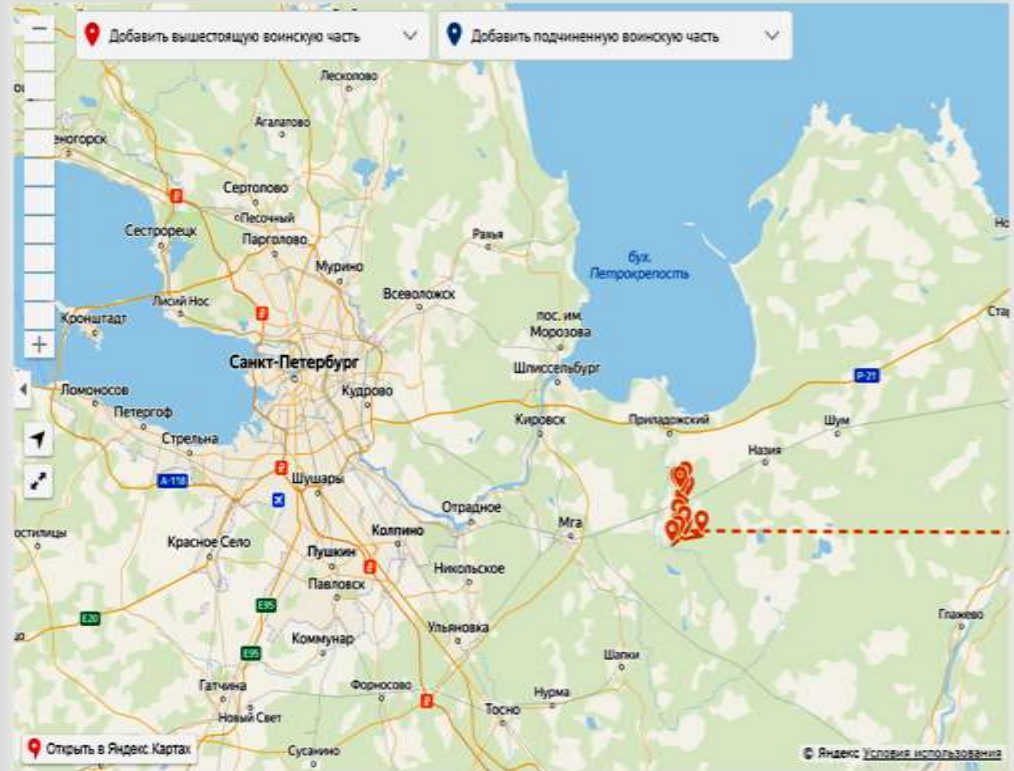 Добавить вышестоящую воинскую часть
Добавить подчиненную воинскую часть
Лесколово
Агалатово
еногорск
Сертолово
Песочный
Сестрорецк
Парголово
Рахья
Мурино
бух.
Петрокрепость
Всеволожск
Лисий Нос
Кронштадт
пос. им.
Морозова
Санкт-Петербург
Шлиссельбург
Р-21
Ломоносов
Кудрово
Петергоф
Кировск
Приладожский
Шум
Стрельна
Назия
А-118
Шушары
Отрадное
Мга
остилицы
Красное Село
Колпино
Пушкин
Никольское
Павловск
E95
E20
Глажево
Ульяновка
Коммунар
E95
Шапки
Гатчина
Форносово
Нурма
Новый Свет
Тосно
Открыть в Яндекс.Картах
Сусанино
© Яндекс Условия использования